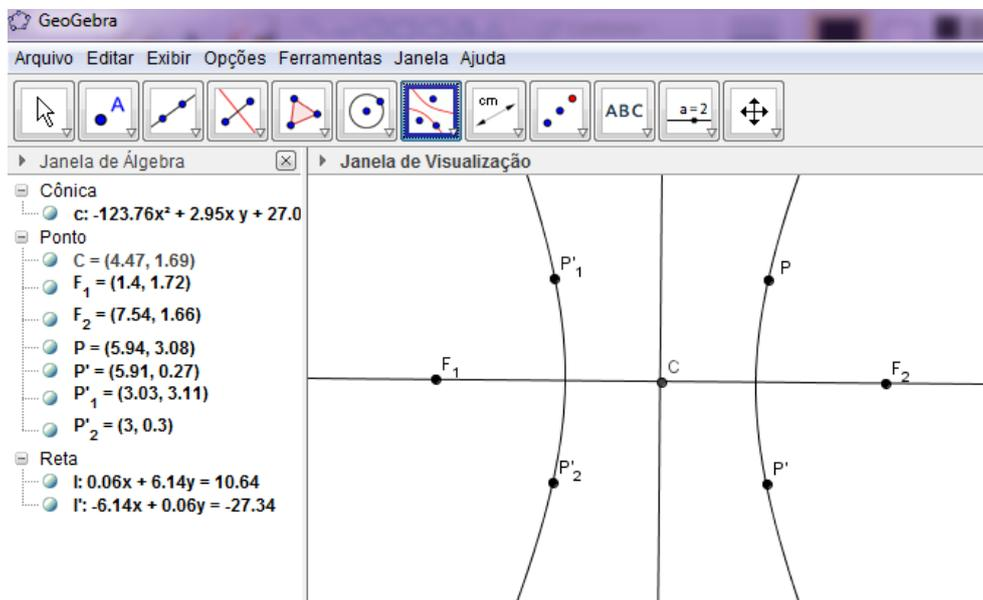 GeoGebra
Arquivo Editar Exibir Opções Ferramentas Janela Ajuda
A cm ABC a=2
Janela de Álgebra
Janela de Visualização
Cônica
c: -123.76x² + 2.95x y + 27.0
Ponto
C = (4.47, 1.69)
F₁ = (1.4, 1.72)
F₂ = (7.54, 1.66)
P = (5.94, 3.08)
P' = (5.91, 0.27)
P'₁ = (3.03, 3.11)
P'₂ = (3, 0.3)
Reta
l: 0.06x + 6.14y = 10.64
l': -6.14x + 0.06y = -27.34
P'₁
P
F₁
C
F₂
P'₂
P'